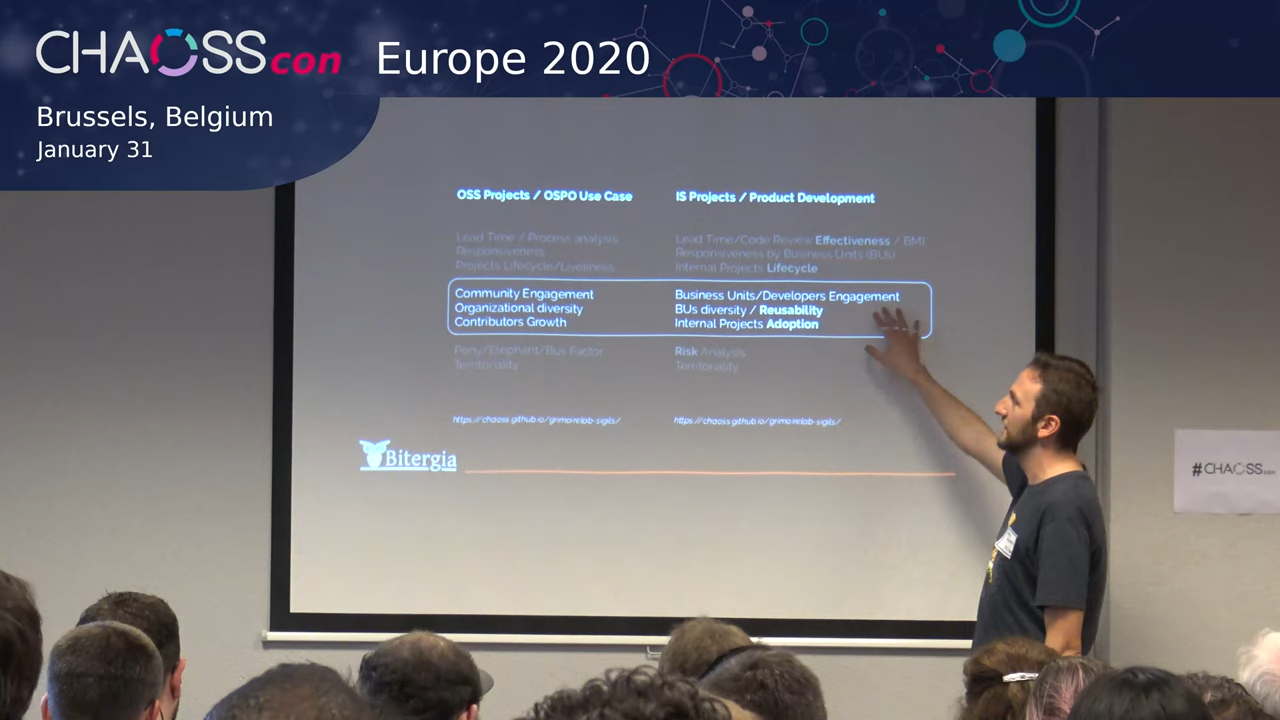 CHAOSScon Europe 2020
Brussels, Belgium
January 31
OSS Projects / OSPO Use Case
IS Projects / Product Development
Lead Time / Process analysis
Responsiveness
Projects Lifecycle/Liveliness
Lead Time/Code Review Effectiveness / BMI
Responsiveness by Business Units (BUs)
Internal Projects Lifecycle
Community Engagement
Organizational diversity
Contributors Growth
Business Units/Developers Engagement
BUs diversity / Reusability
Internal Projects Adoption
Pony/Elephant/Bus Factor
Territoriality
Risk Analysis
Territoriality
https://chaoss.github.io/grimoirelab-sigils/
https://chaoss.github.io/grimoirelab-sigils/
Bitergia
#CHAOSScon